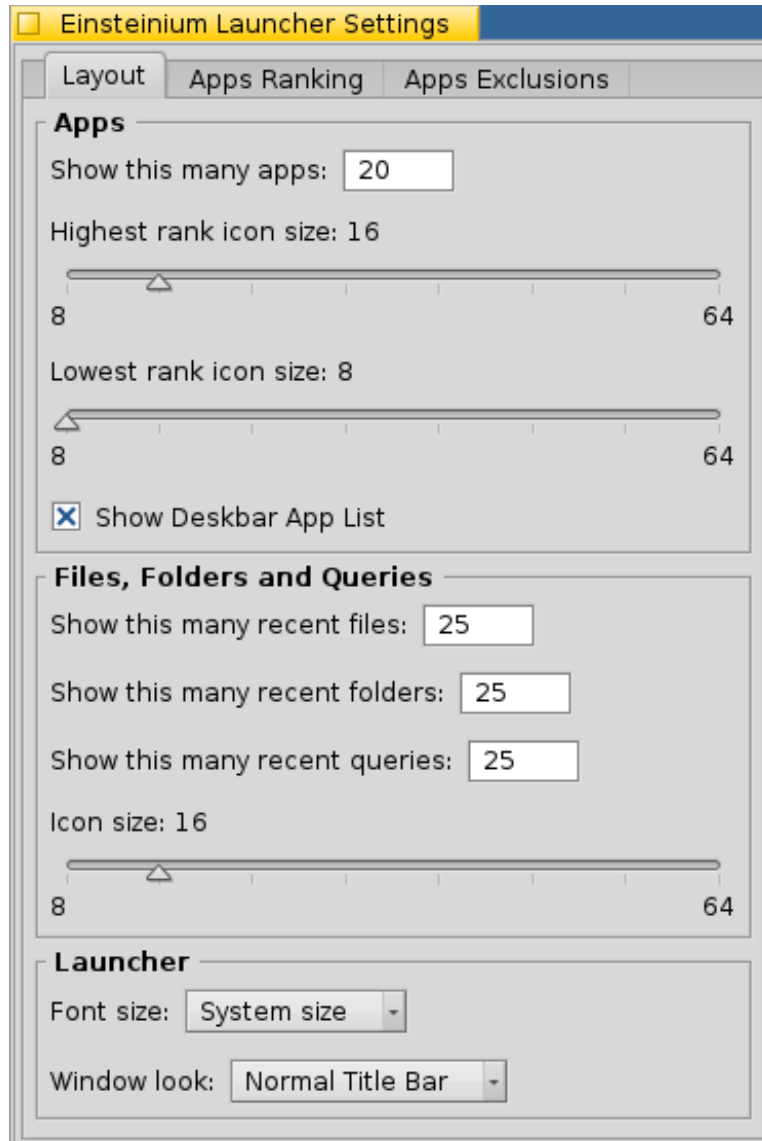 Einsteinium Launcher Settings
Layout Apps Ranking Apps Exclusions
Apps
Show this many apps: 20
Highest rank icon size: 16
8 64
Lowest rank icon size: 8
8 64
Show Deskbar App List
Files, Folders and Queries
Show this many recent files: 25
Show this many recent folders: 25
Show this many recent queries: 25
Icon size: 16
8 64
Launcher
Font size: System size
Window look: Normal Title Bar